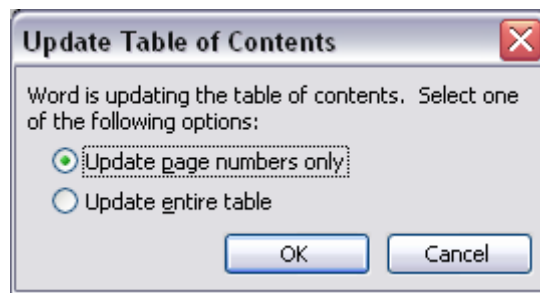 Update Table of Contents
Word is updating the table of contents.  Select one
of the following options:
Update page numbers only
Update entire table
OK
Cancel